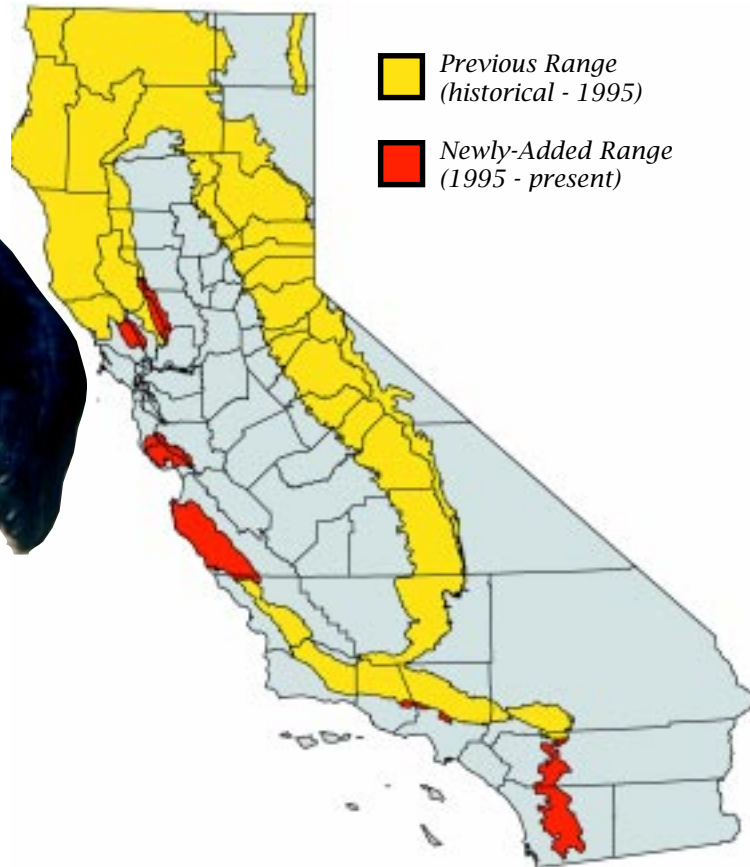 Previous Range
(historical - 1995)
Newly-Added Range
(1995 - present)